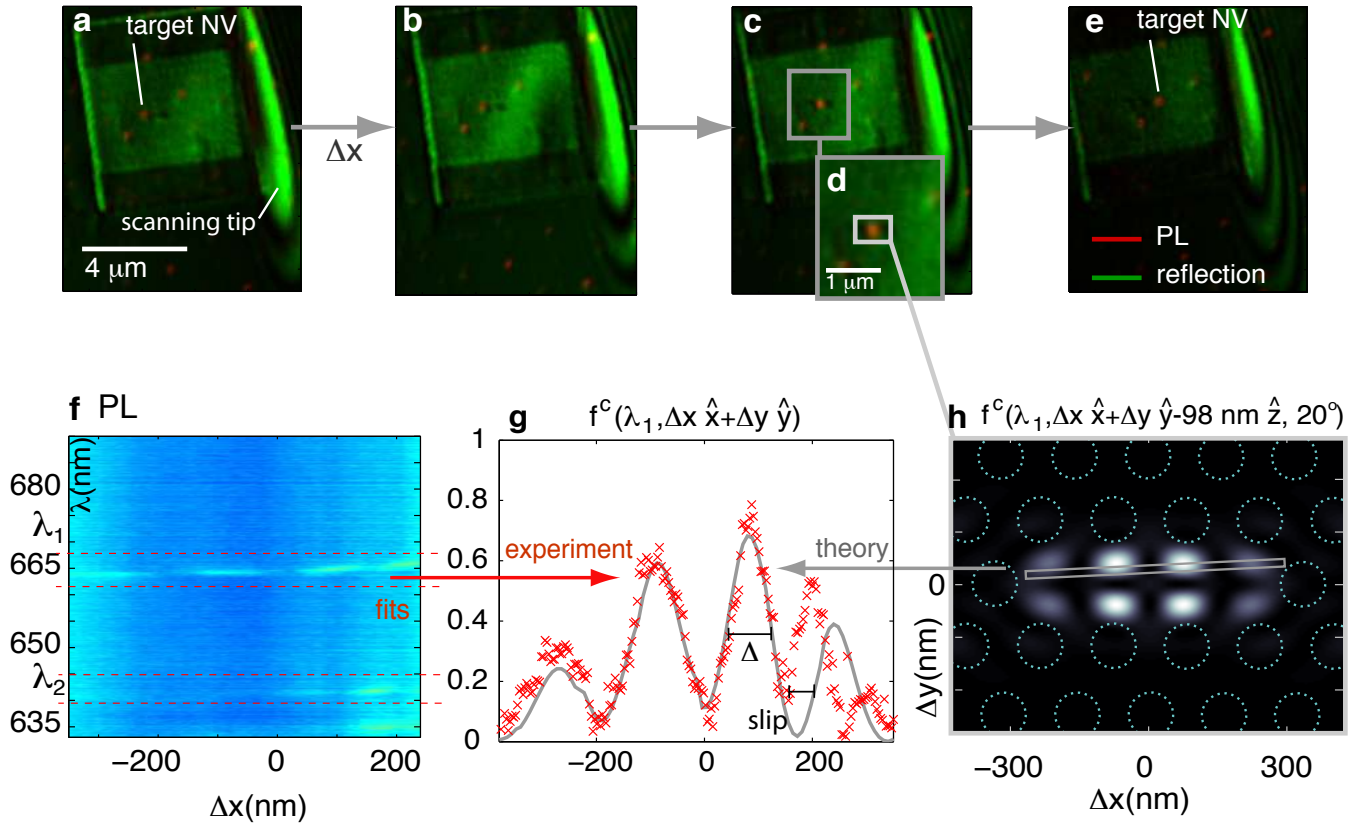 a
target NV
scanning tip
4 μm
Δx
b
c
d
1 μm
e
target NV
PL
reflection
f PL
λ(nm)
680
λ₁
665
650
λ₂
635
−200
0
200
Δx(nm)
fits
experiment
g
fᶜ(λ₁,Δx x̂+Δy ŷ)
1
0.8
0.6
0.4
0.2
0
Δ
slip
theory
−200
0
200
h fᶜ(λ₁,Δx x̂+Δy ŷ-98 nm ẑ, 20°)
0
Δy(nm)
−300
0
300
Δx(nm)